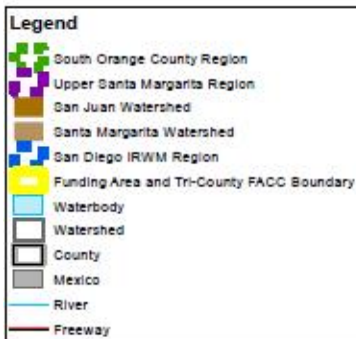 Legend
South Orange County Region
Upper Santa Margarita Region
San Juan Watershed
Santa Margarita Watershed
San Diego IRWM Region
Funding Area and Tri-County FACC Boundary
Waterbody
Watershed
County
Mexico
River
Freeway